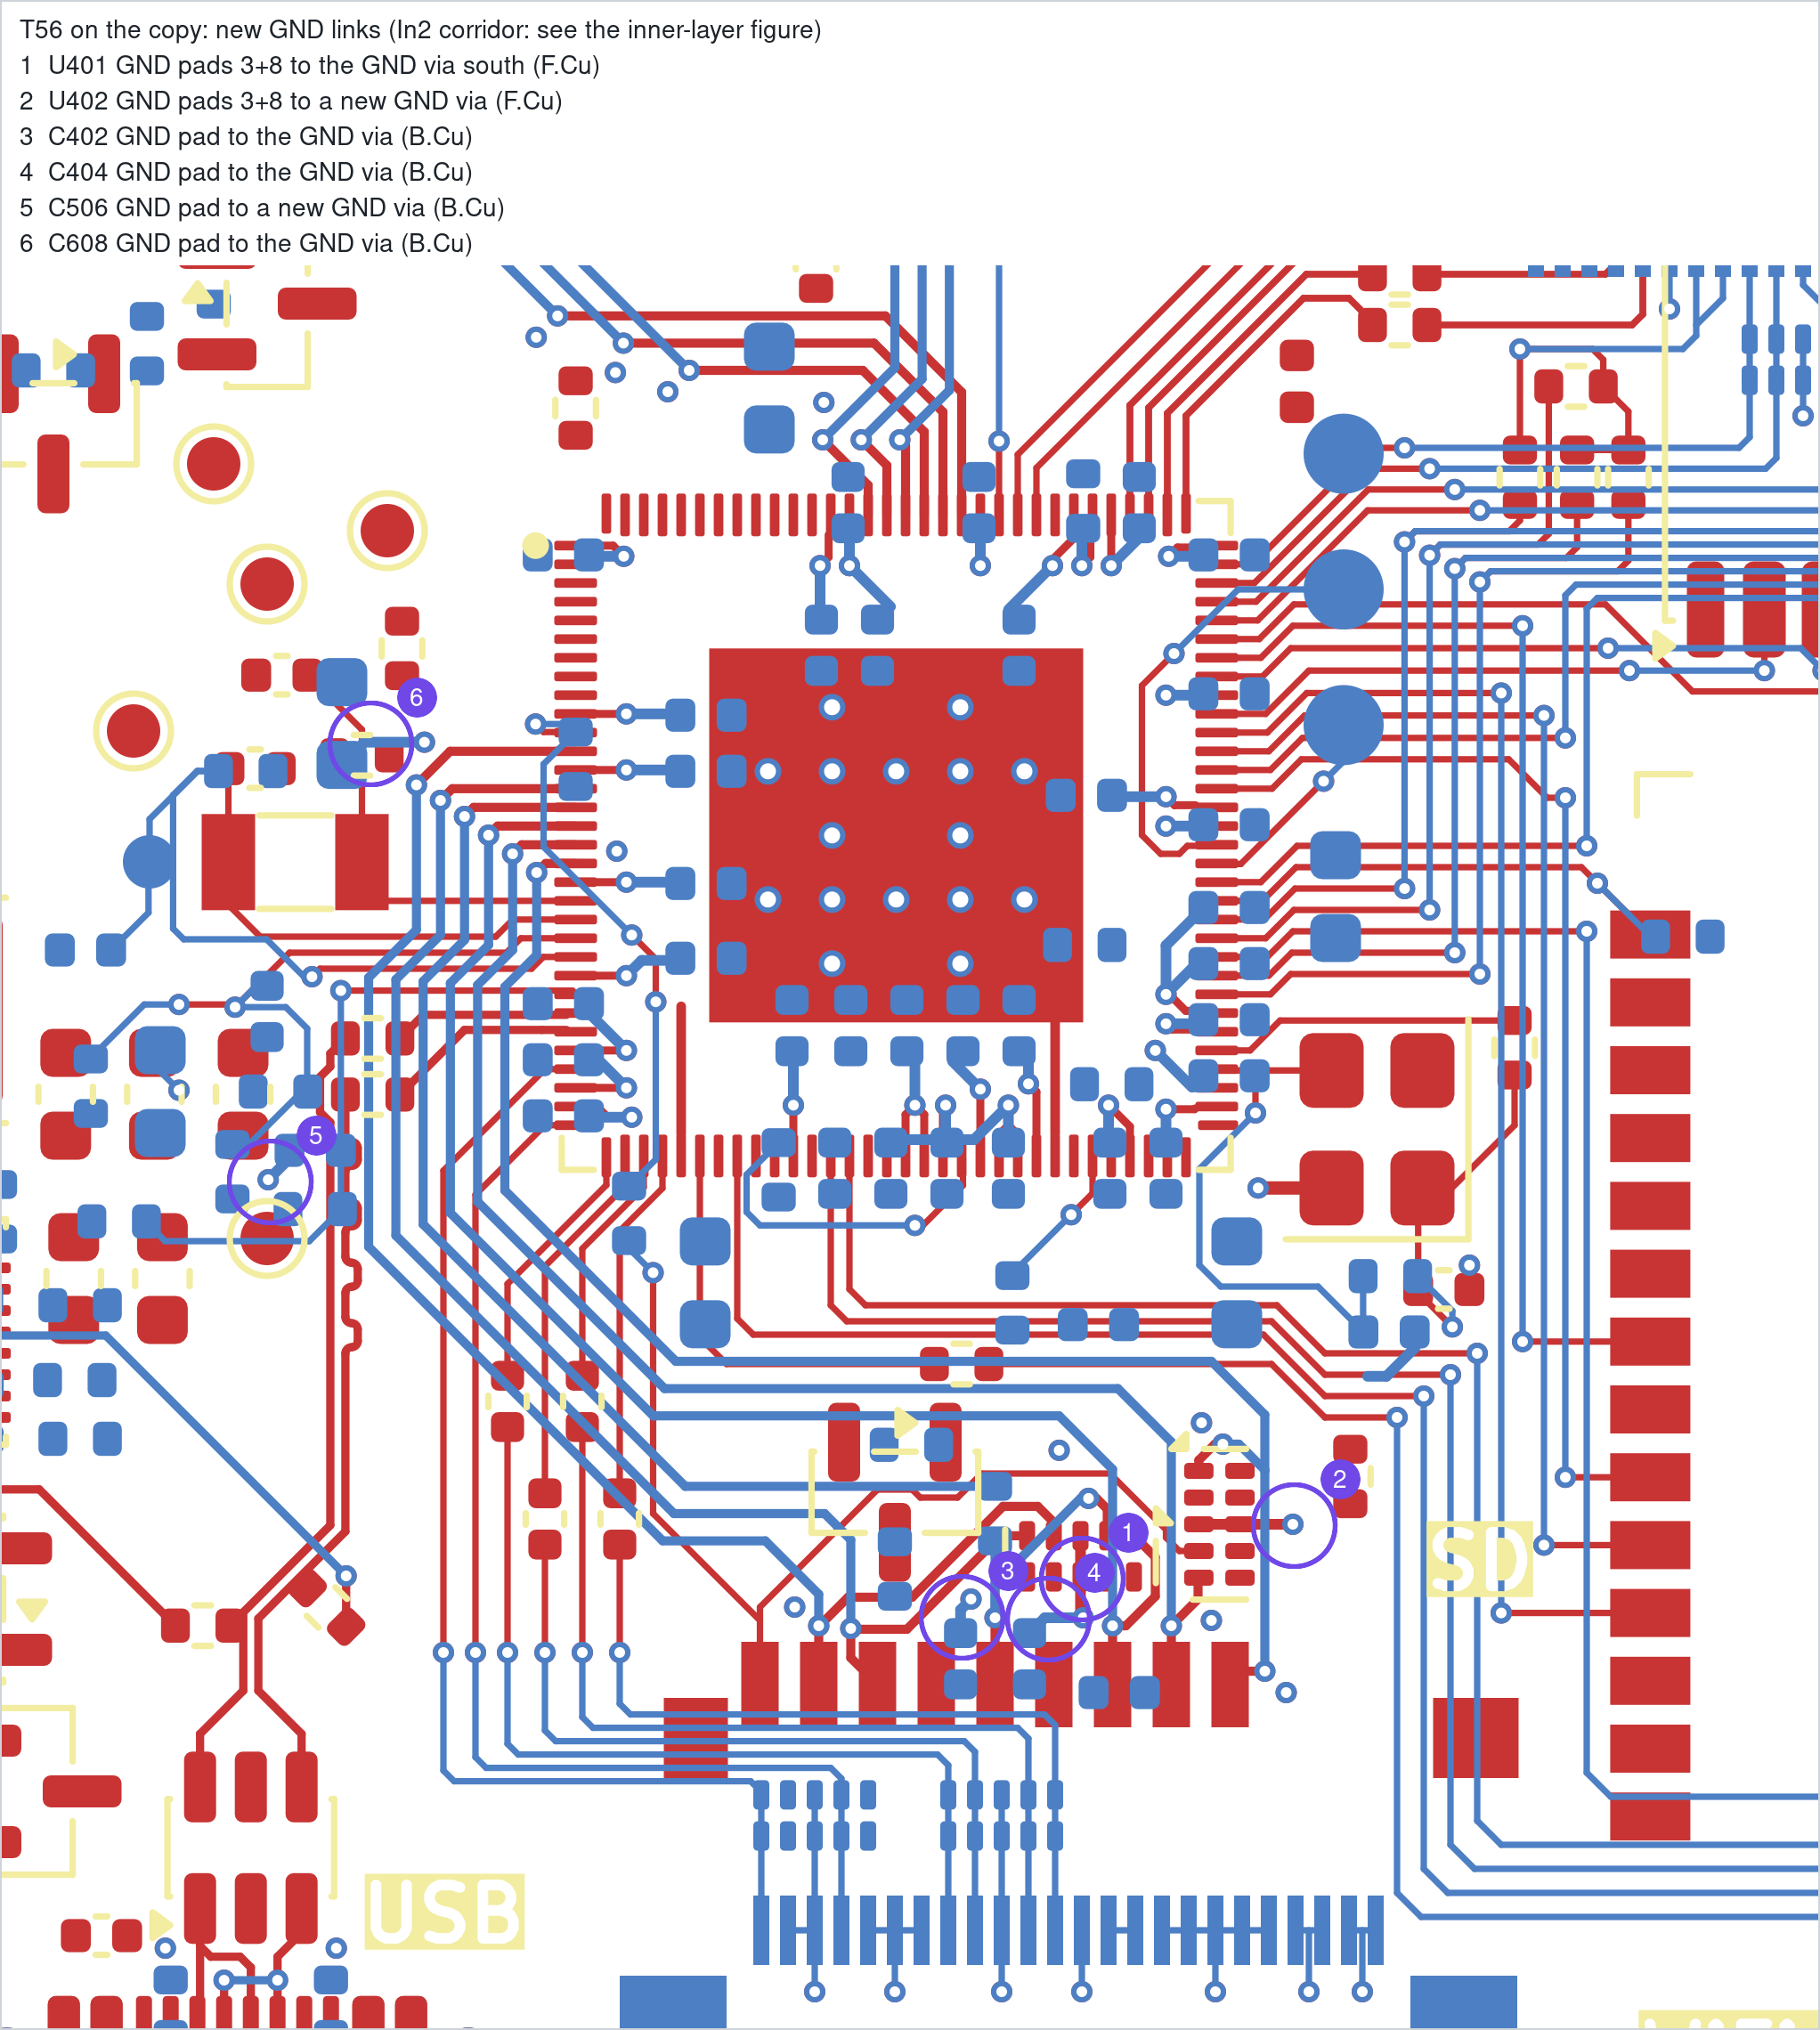 T56 on the copy: new GND links (In2 corridor: see the inner-layer figure)
1 U401 GND pads 3+8 to the GND via south (F.Cu)
2 U402 GND pads 3+8 to a new GND via (F.Cu)
3 C402 GND pad to the GND via (B.Cu)
4 C404 GND pad to the GND via (B.Cu)
5 C506 GND pad to a new GND via (B.Cu)
6 C608 GND pad to the GND via (B.Cu)
6
5
2
1
3
4
SD
USB